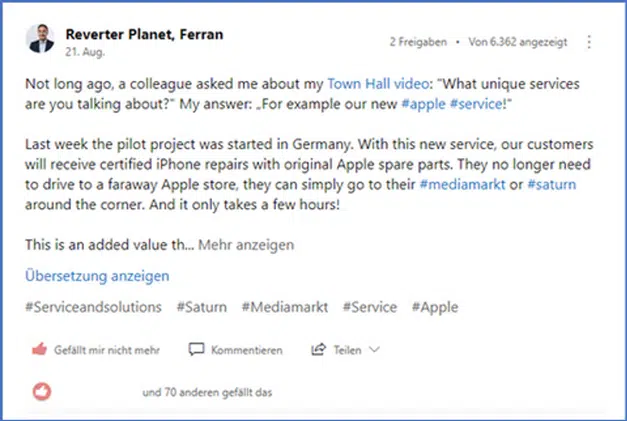 Reverter Planet, Ferran
21. Aug.
2 Freigaben • Von 6.362 angezeigt
Not long ago, a colleague asked me about my Town Hall video: "What unique services
are you talking about?" My answer: „For example our new #apple #service!"
Last week the pilot project was started in Germany. With this new service, our customers
will receive certified iPhone repairs with original Apple spare parts. They no longer need
to drive to a faraway Apple store, they can simply go to their #mediamarkt or #saturn
around the corner. And it only takes a few hours!
This is an added value th... Mehr anzeigen
Übersetzung anzeigen
#Serviceandsolutions #Saturn #Mediamarkt #Service #Apple
Gefällt mir nicht mehr Kommentieren Teilen
und 70 anderen gefällt das